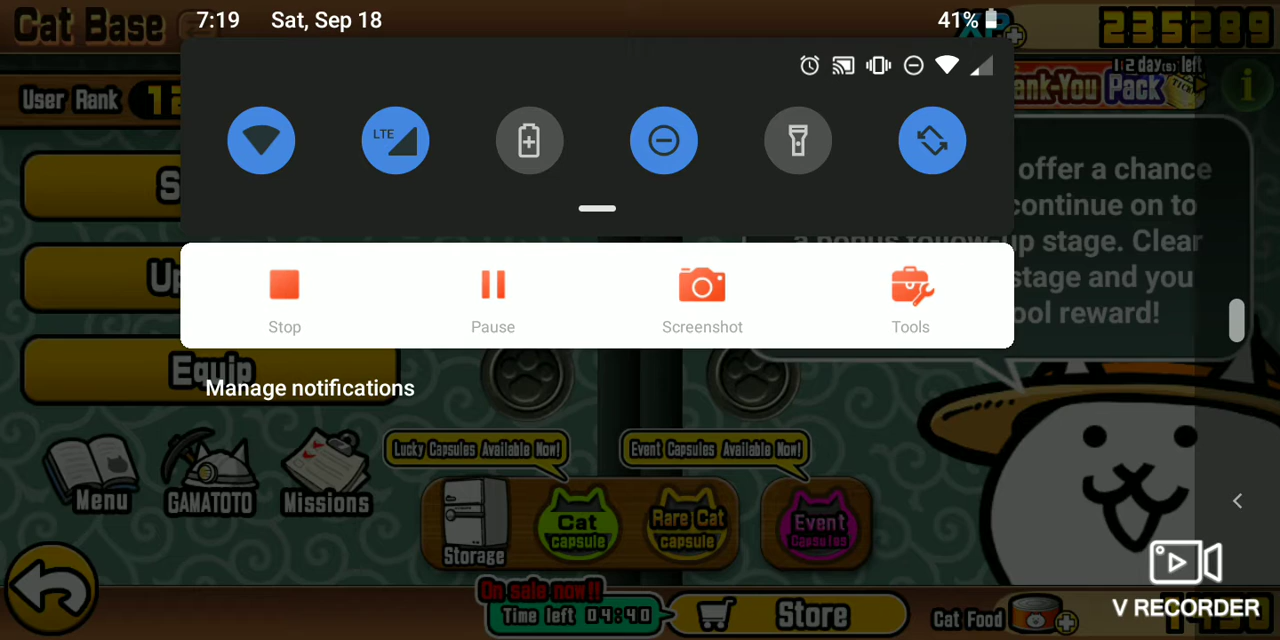 7:19 Sat, Sep 18
41%
Cat Base
XP
235289
User Rank
12 day(s) left
ank-You Pack
LTE
i
offer a chance
continue on to
up stage. Clear
stage and you
ool reward!
Stop
Pause
Screenshot
Tools
Equip
Manage notifications
Lucky Capsules Available Now!
Event Capsules Available Now!
Menu
GAMATOTO
Missions
Storage
Cat capsule
Rare Cat capsule
Event Capsules
On sale now!!
Time left 04:40
Store
Cat Food
V RECORDER